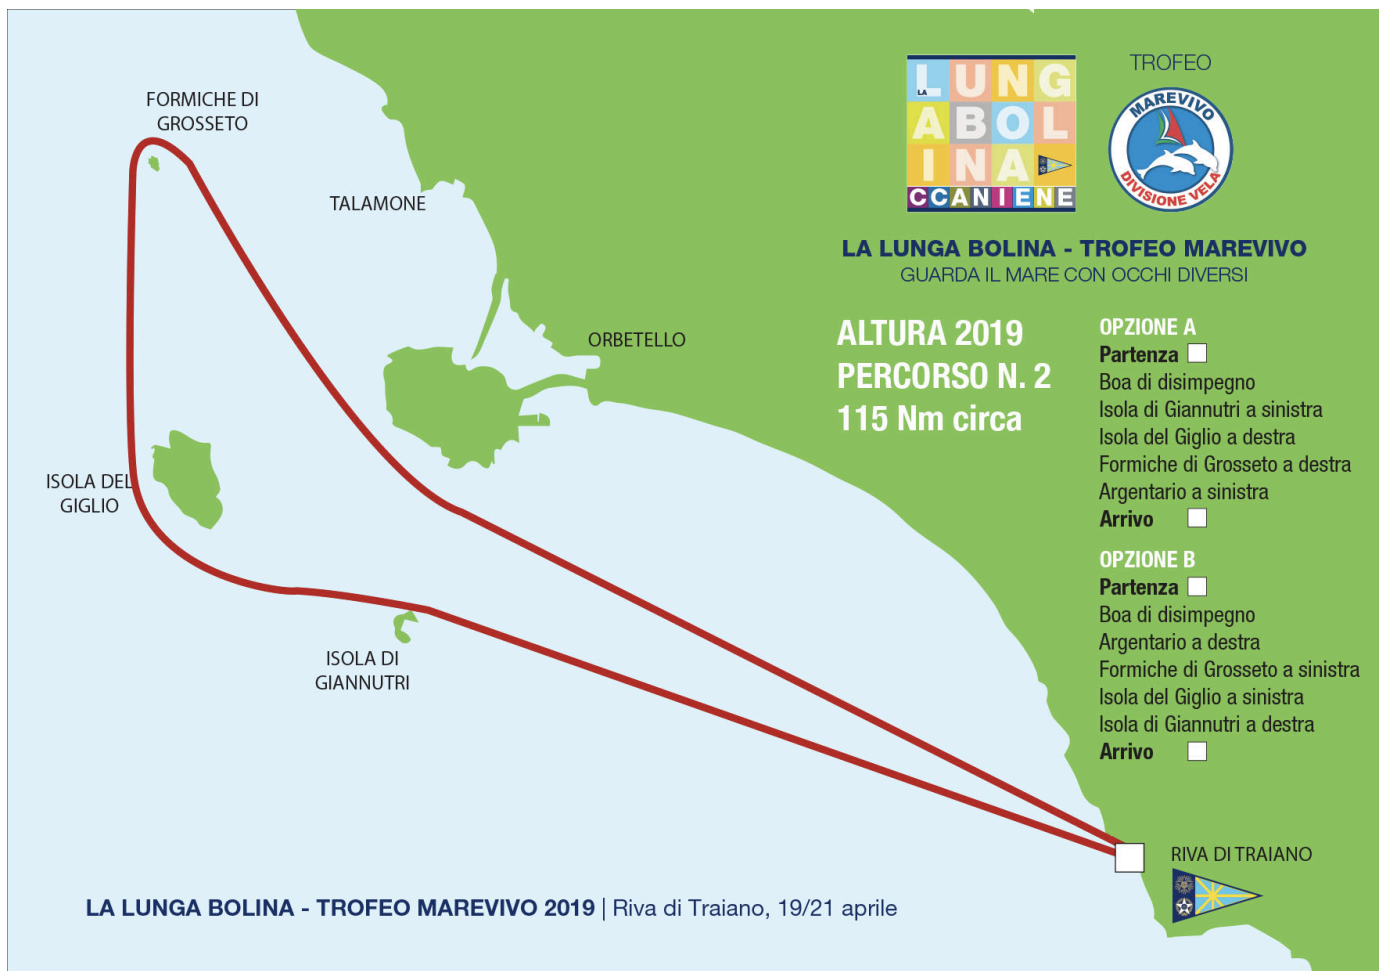 FORMICHE DI
GROSSETO
TALAMONE
ORBETELLO
ISOLA DEL
GIGLIO
ISOLA DI
GIANNUTRI
LA LUNG
ABOL
INA
CCANIENE
TROFEO
MAREVIVO
DIVISIONE VELA
LA LUNGA BOLINA - TROFEO MAREVIVO
GUARDA IL MARE CON OCCHI DIVERSI
ALTURA 2019
PERCORSO N. 2
115 Nm circa
OPZIONE A
Partenza
Boa di disimpegno
Isola di Giannutri a sinistra
Isola del Giglio a destra
Formiche di Grosseto a destra
Argentario a sinistra
Arrivo
OPZIONE B
Partenza
Boa di disimpegno
Argentario a destra
Formiche di Grosseto a sinistra
Isola del Giglio a sinistra
Isola di Giannutri a destra
Arrivo
RIVA DI TRAIANO
LA LUNGA BOLINA - TROFEO MAREVIVO 2019 | Riva di Traiano, 19/21 aprile